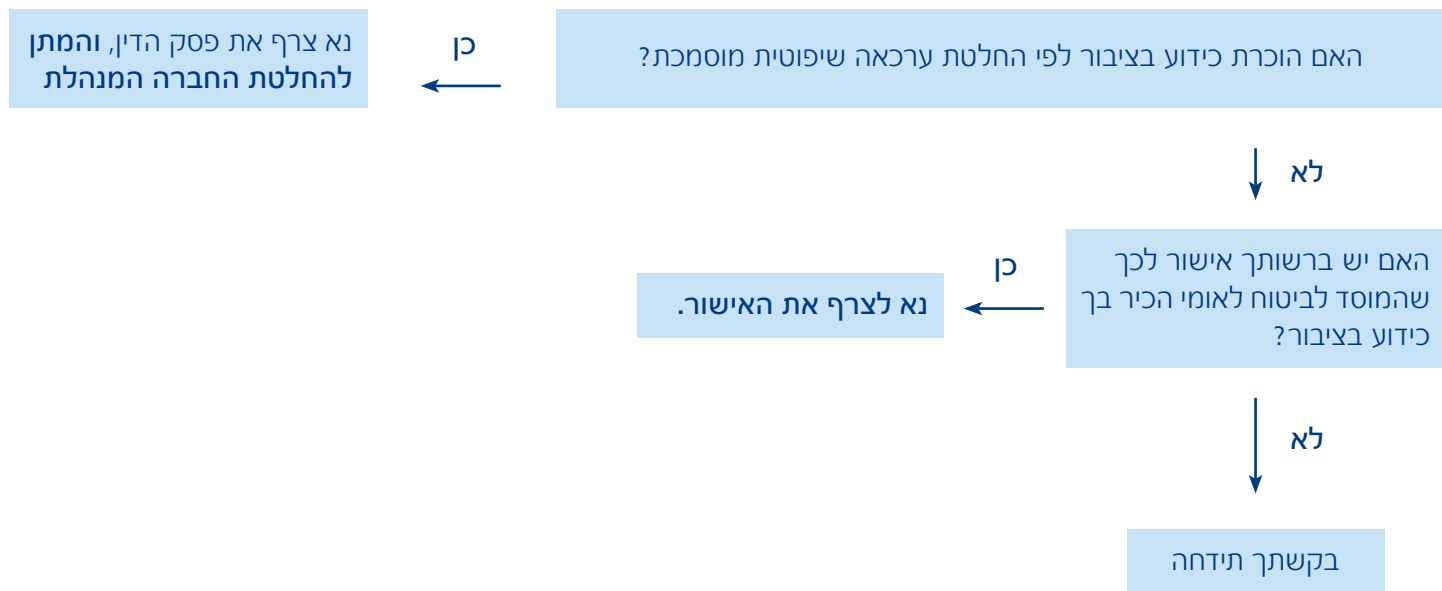 האם הוכרת כידוע בציבור לפי החלטת ערכאה שיפוטית מוסמכת?
כן
נא צרף את פסק הדין, והמתן
להחלטת החברה המנהלת
לא
האם יש ברשותך אישור לכך
שהמוסד לביטוח לאומי הכיר בך
כידוע בציבור?
כן
נא לצרף את האישור.
לא
בקשתך תידחה